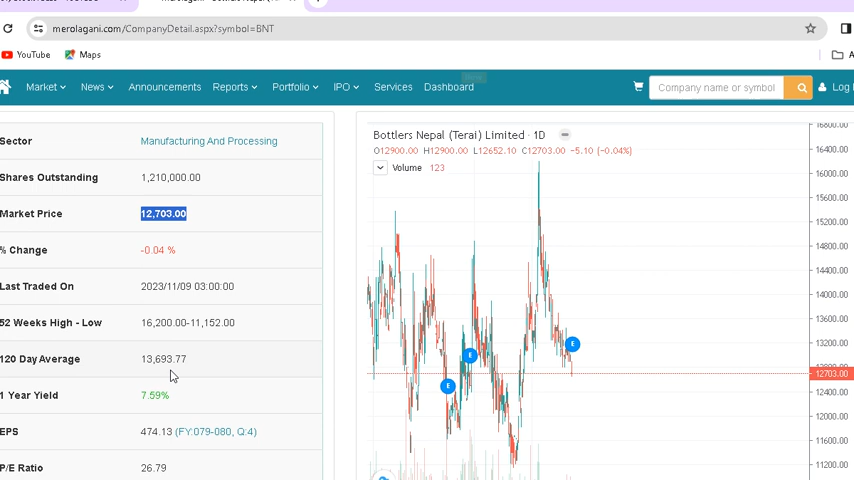 merolagani.com/CompanyDetail.aspx?symbol=BNT
YouTube
Maps
Market
News
Announcements
Reports
Portfolio
IPO
Services
Dashboard
Company name or symbol
Log
Sector Manufacturing And Processing
Shares Outstanding 1,210,000.00
Market Price 12,703.00
% Change -0.04 %
Last Traded On 2023/11/09 03:00:00
52 Weeks High - Low 16,200.00-11,152.00
120 Day Average 13,693.77
1 Year Yield 7.59%
EPS 474.13 (FY:079-080, Q:4)
P/E Ratio 26.79
Bottlers Nepal (Terai) Limited · 1D
O12900.00 H12900.00 L12652.10 C12703.00 -5.10 (-0.04%)
Volume 123
E
E
E
16800.00
16400.00
16000.00
15600.00
15200.00
14800.00
14400.00
14000.00
13600.00
13200.00
12703.00
12400.00
12000.00
11600.00
11200.00